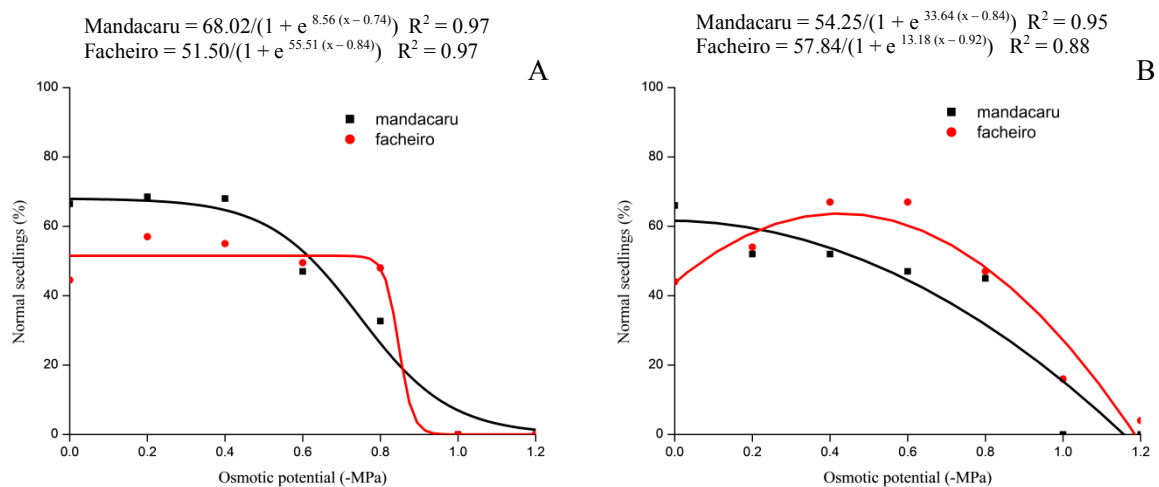 Mandacaru = 68.02/(1 + e 8.56 (x – 0.74) R2 = 0.97
Facheiro = 51.50/(1 + e 55.51 (x – 0.84)) R2 = 0.97
A
100
80
60
40
20
0
Normal seedlings (%)
mandacaru
facheiro
0.0 0.2 0.4 0.6 0.8 1.0 1.2
Osmotic potential (-MPa)
Mandacaru = 54.25/(1 + e 33.64 (x – 0.84) R2 = 0.95
Facheiro = 57.84/(1 + e 13.18 (x – 0.92)) R2 = 0.88
B
100
80
60
40
20
0
Normal seedlings (%)
mandacaru
facheiro
0.0 0.2 0.4 0.6 0.8 1.0 1.2
Osmotic potential (-MPa)